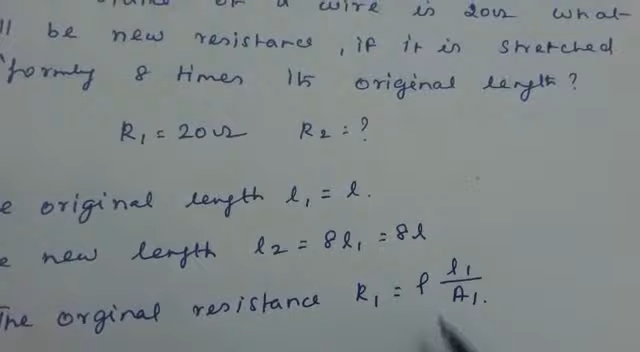 of a wire is 20Ω what
be new resistance, if it is stretched
formly 8 times its original length?
R₁ = 20Ω R₂ = ?
original length l₁ = l.
new length l₂ = 8l₁ = 8l
The orginal resistance R₁ = ρ l₁/A₁.